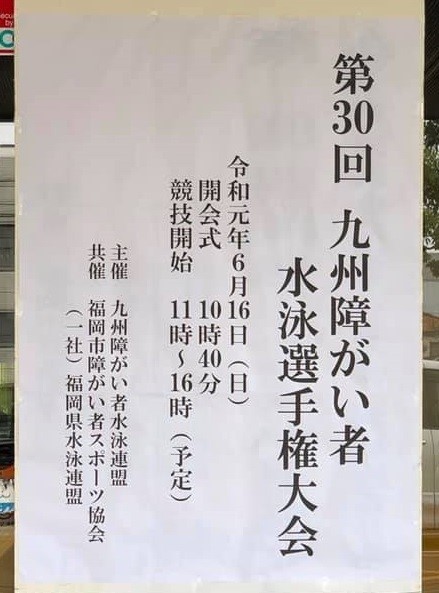 第30回 九州障がい者
水泳選手権大会
令和元年6月16日（日）
開会式 10時40分
競技開始 11時～16時（予定）
主催 九州障がい者水泳連盟
共催 福岡市障がい者スポーツ協会
（一社）福岡県水泳連盟